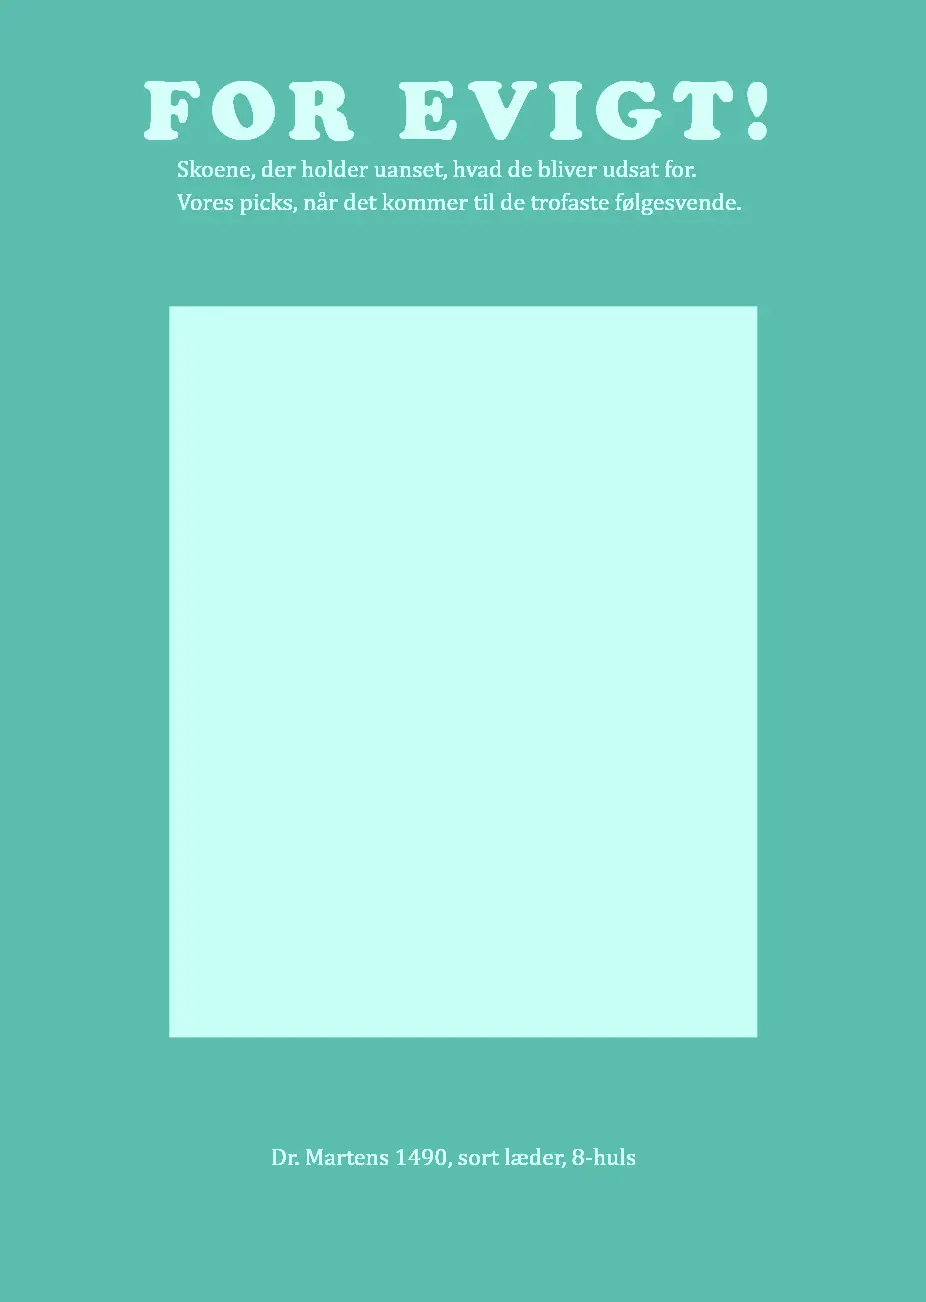 FOR EVIGT!
Skoene, der holder uanset, hvad de bliver udsat for.
Vores picks, når det kommer til de trofaste følgesvende.
Dr. Martens 1490, sort læder, 8-huls